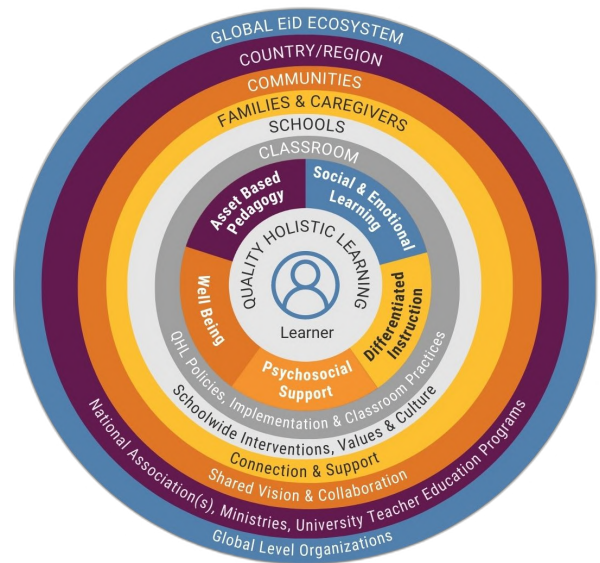 GLOBAL EiD ECOSYSTEM
COUNTRY/REGION
COMMUNITIES
FAMILIES & CAREGIVERS
SCHOOLS
CLASSROOM
Asset Based
Pedagogy
Social & Emotional
Learning
QUALITY HOLISTIC LEARNING
Learner
Well Being
Differentiated
Instruction
Psychosocial
Support
QHL Policies, Implementation & Classroom Practices
Schoolwide Interventions, Values & Culture
Connection & Support
Shared Vision & Collaboration
National Association(s), Ministries, University Teacher Education Programs
Global Level Organizations